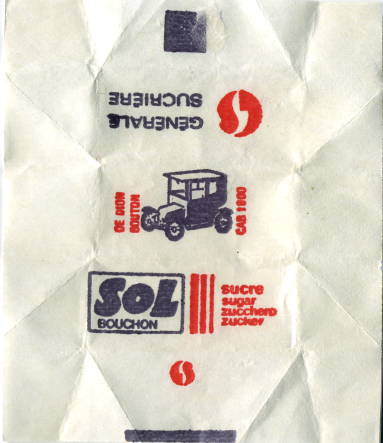 GÉNÉRALE
SUCRIÈRE
DE DION
BOUTON
CAB 1900
SOL
BOUCHON
sucre
sugar
zucchero
zucker